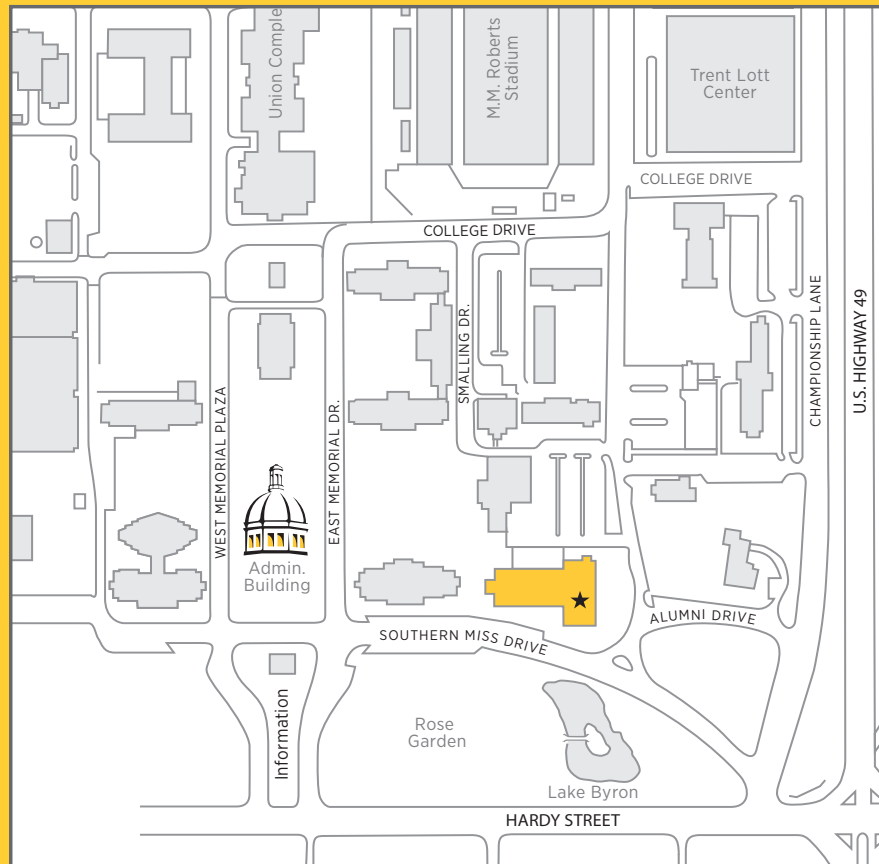 Union Comple
M.M. Roberts
Stadium
Trent Lott
Center
COLLEGE DRIVE
COLLEGE DRIVE
SMALLING DR.
CHAMPIONSHIP LANE
U.S. HIGHWAY 49
WEST MEMORIAL PLAZA
EAST MEMORIAL DR.
Admin.
Building
ALUMNI DRIVE
SOUTHERN MISS DRIVE
Information
Rose
Garden
Lake Byron
HARDY STREET